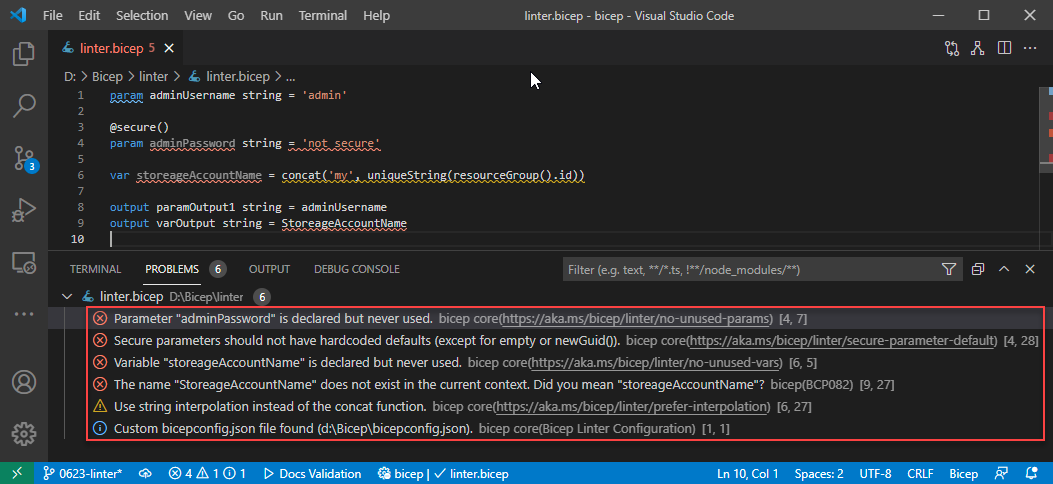 File Edit Selection View Go Run Terminal Help linter.bicep - bicep - Visual Studio Code
linter.bicep 5
D: > Bicep > linter > linter.bicep > ...
1 param adminUsername string = 'admin'
2
3 @secure()
4 param adminPassword string = 'not secure'
5
6 var storeageAccountName = concat('my', uniqueString(resourceGroup().id))
7
8 output paramOutput1 string = adminUsername
9 output varOutput string = StoreageAccountName
10
3
TERMINAL PROBLEMS 6 OUTPUT DEBUG CONSOLE Filter (e.g. text, **/*.ts, !**/node_modules/**)
linter.bicep D:\Bicep\linter 6
Parameter "adminPassword" is declared but never used. bicep core(https://aka.ms/bicep/linter/no-unused-params) [4, 7]
Secure parameters should not have hardcoded defaults (except for empty or newGuid()). bicep core(https://aka.ms/bicep/linter/secure-parameter-default) [4, 28]
Variable "storeageAccountName" is declared but never used. bicep core(https://aka.ms/bicep/linter/no-unused-vars) [6, 5]
The name "StoreageAccountName" does not exist in the current context. Did you mean "storeageAccountName"? bicep(BCP082) [9, 27]
Use string interpolation instead of the concat function. bicep core(https://aka.ms/bicep/linter/prefer-interpolation) [6, 27]
Custom bicepconfig.json file found (d:\Bicep\bicepconfig.json). bicep core(Bicep Linter Configuration) [1, 1]
0623-linter* 4 1 1 Docs Validation bicep | ✓ linter.bicep Ln 10, Col 1 Spaces: 2 UTF-8 CRLF Bicep